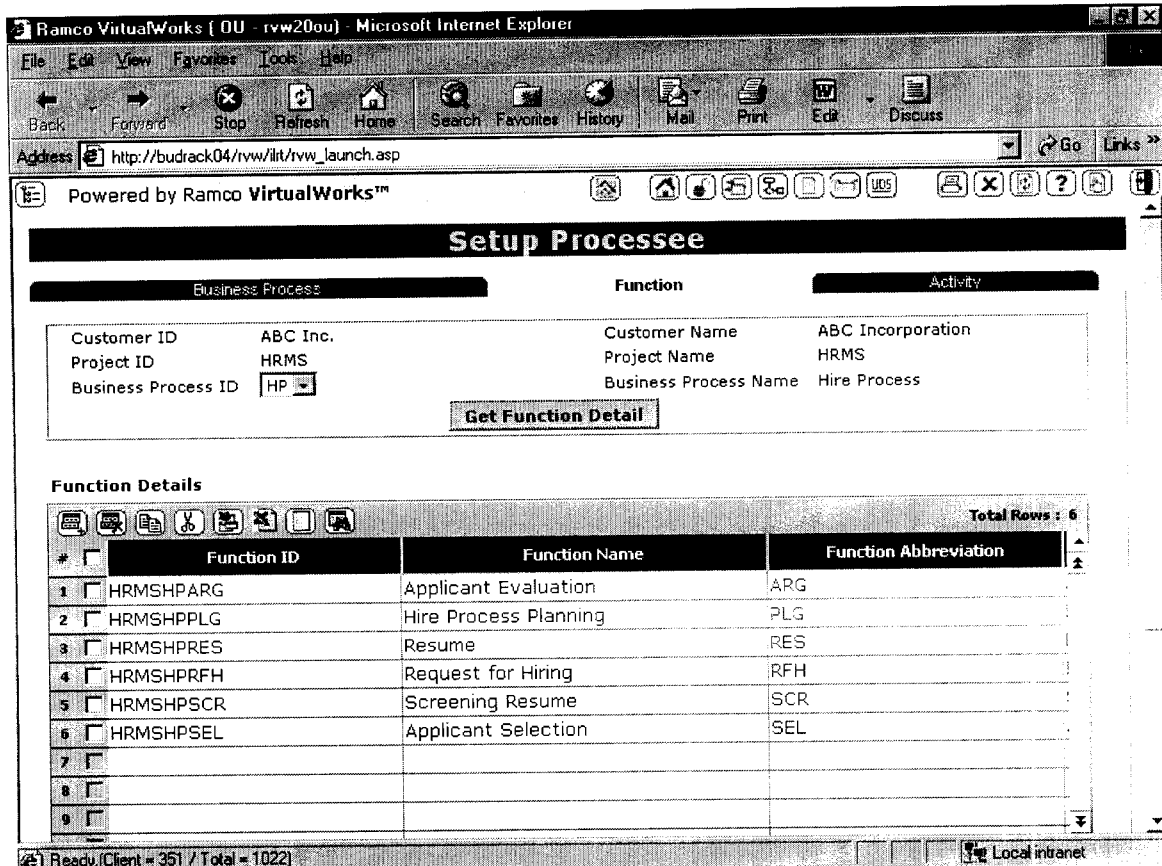 Ramco VirtualWorks ( OU - rvw20ou) - Microsoft Internet Explorer
File Edit View Favorites Tools Help
Back Forward Stop Refresh Home Search Favorites History Mail Print Edit Discuss
Address http://budrack04/rvw/ilrt/rvw_launch.asp Go Links »
Powered by Ramco VirtualWorks™ UDS
Setup Processee
Business Process Function Activity
Customer ID ABC Inc. Customer Name ABC Incorporation
Project ID HRMS Project Name HRMS
Business Process ID HP Business Process Name Hire Process
Get Function Detail
Function Details
Total Rows : 6
# Function ID Function Name Function Abbreviation
1 HRMSHPARG Applicant Evaluation ARG
2 HRMSHPPLG Hire Process Planning PLG
3 HRMSHPRES Resume RES
4 HRMSHPRFH Request for Hiring RFH
5 HRMSHPSCR Screening Resume SCR
6 HRMSHPSEL Applicant Selection SEL
7
8
9
Ready.(Client = 351 / Total = 1022) Local intranet